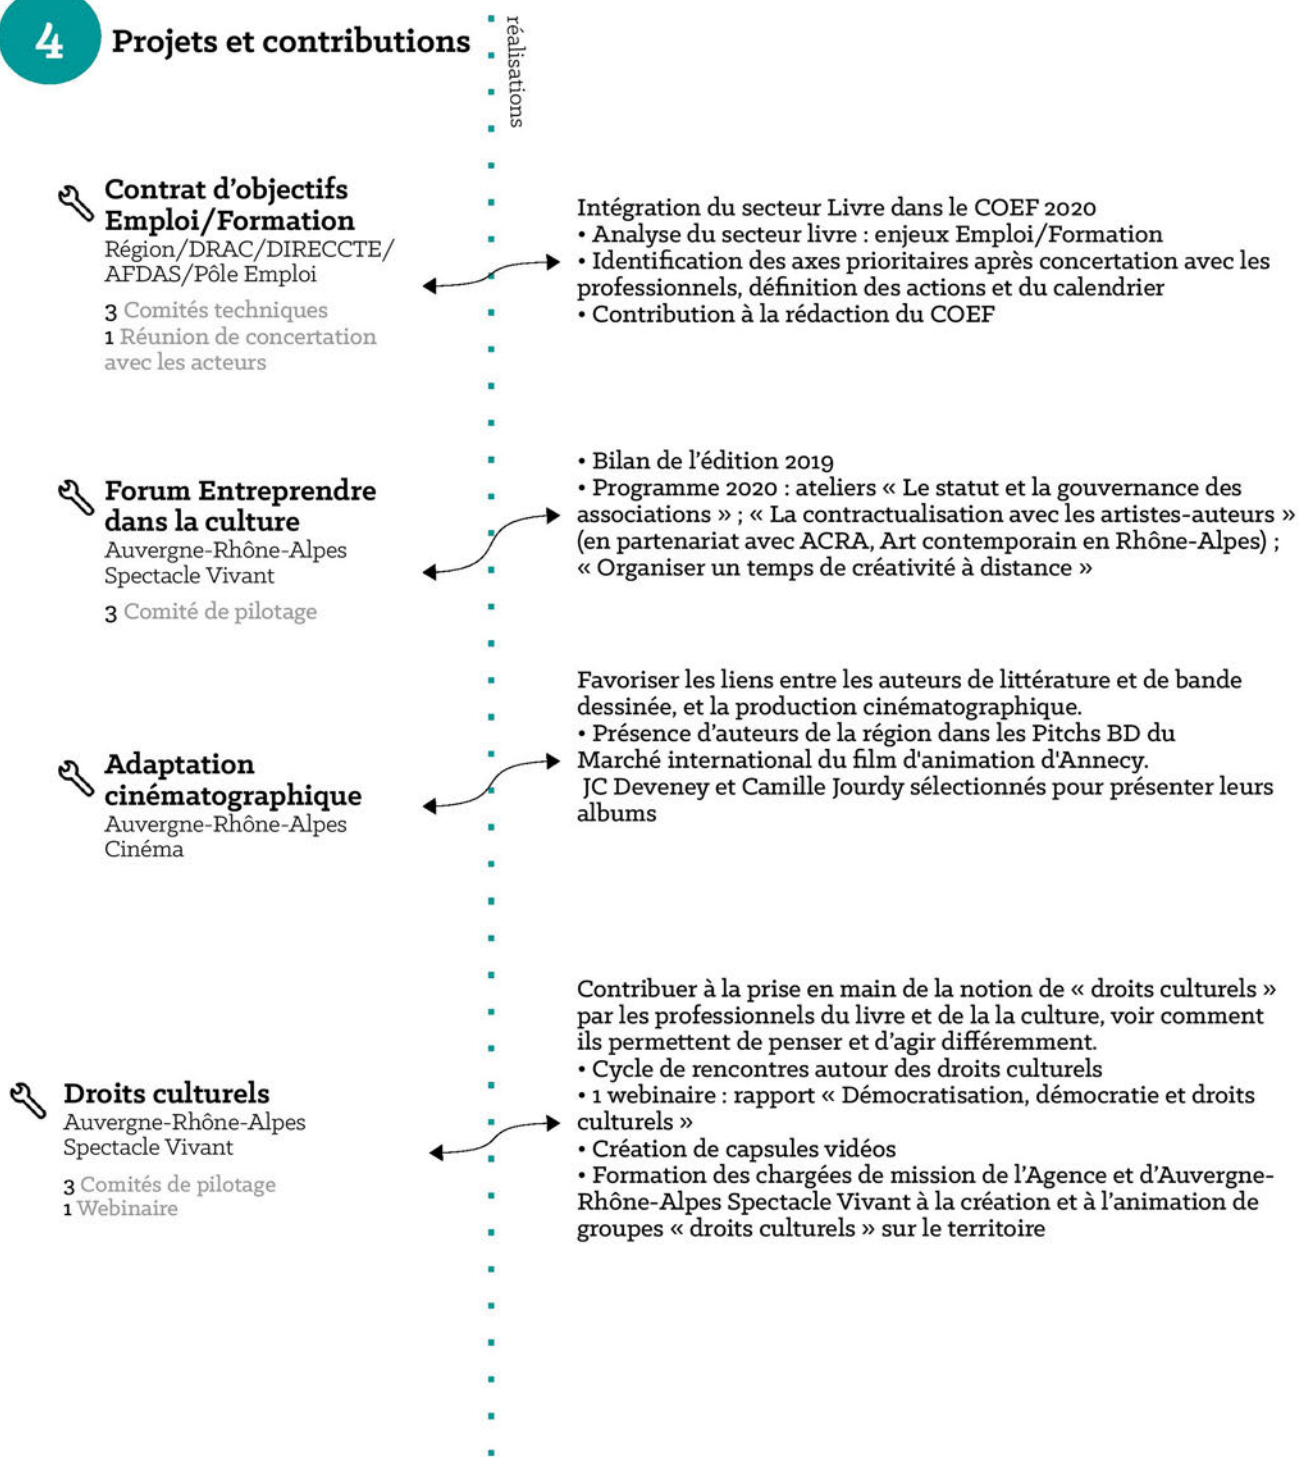 4
Projets et contributions
réalisations
Contrat d'objectifs
Emploi/Formation
Région/DRAC/DIRECCTE/
AFDAS/Pôle Emploi
3 Comités techniques
1 Réunion de concertation
avec les acteurs
Intégration du secteur Livre dans le COEF 2020
• Analyse du secteur livre : enjeux Emploi/Formation
• Identification des axes prioritaires après concertation avec les
professionnels, définition des actions et du calendrier
• Contribution à la rédaction du COEF
Forum Entreprendre
dans la culture
Auvergne-Rhône-Alpes
Spectacle Vivant
3 Comité de pilotage
• Bilan de l'édition 2019
• Programme 2020 : ateliers « Le statut et la gouvernance des
associations » ; « La contractualisation avec les artistes-auteurs »
(en partenariat avec ACRA, Art contemporain en Rhône-Alpes) ;
« Organiser un temps de créativité à distance »
Adaptation
cinématographique
Auvergne-Rhône-Alpes
Cinéma
Favoriser les liens entre les auteurs de littérature et de bande
dessinée, et la production cinématographique.
• Présence d'auteurs de la région dans les Pitchs BD du
Marché international du film d'animation d'Annecy.
JC Deveney et Camille Jourdy sélectionnés pour présenter leurs
albums
Droits culturels
Auvergne-Rhône-Alpes
Spectacle Vivant
3 Comités de pilotage
1 Webinaire
Contribuer à la prise en main de la notion de « droits culturels »
par les professionnels du livre et de la la culture, voir comment
ils permettent de penser et d'agir différemment.
• Cycle de rencontres autour des droits culturels
• 1 webinaire : rapport « Démocratisation, démocratie et droits
culturels »
• Création de capsules vidéos
• Formation des chargées de mission de l'Agence et d'Auvergne-
Rhône-Alpes Spectacle Vivant à la création et à l'animation de
groupes « droits culturels » sur le territoire